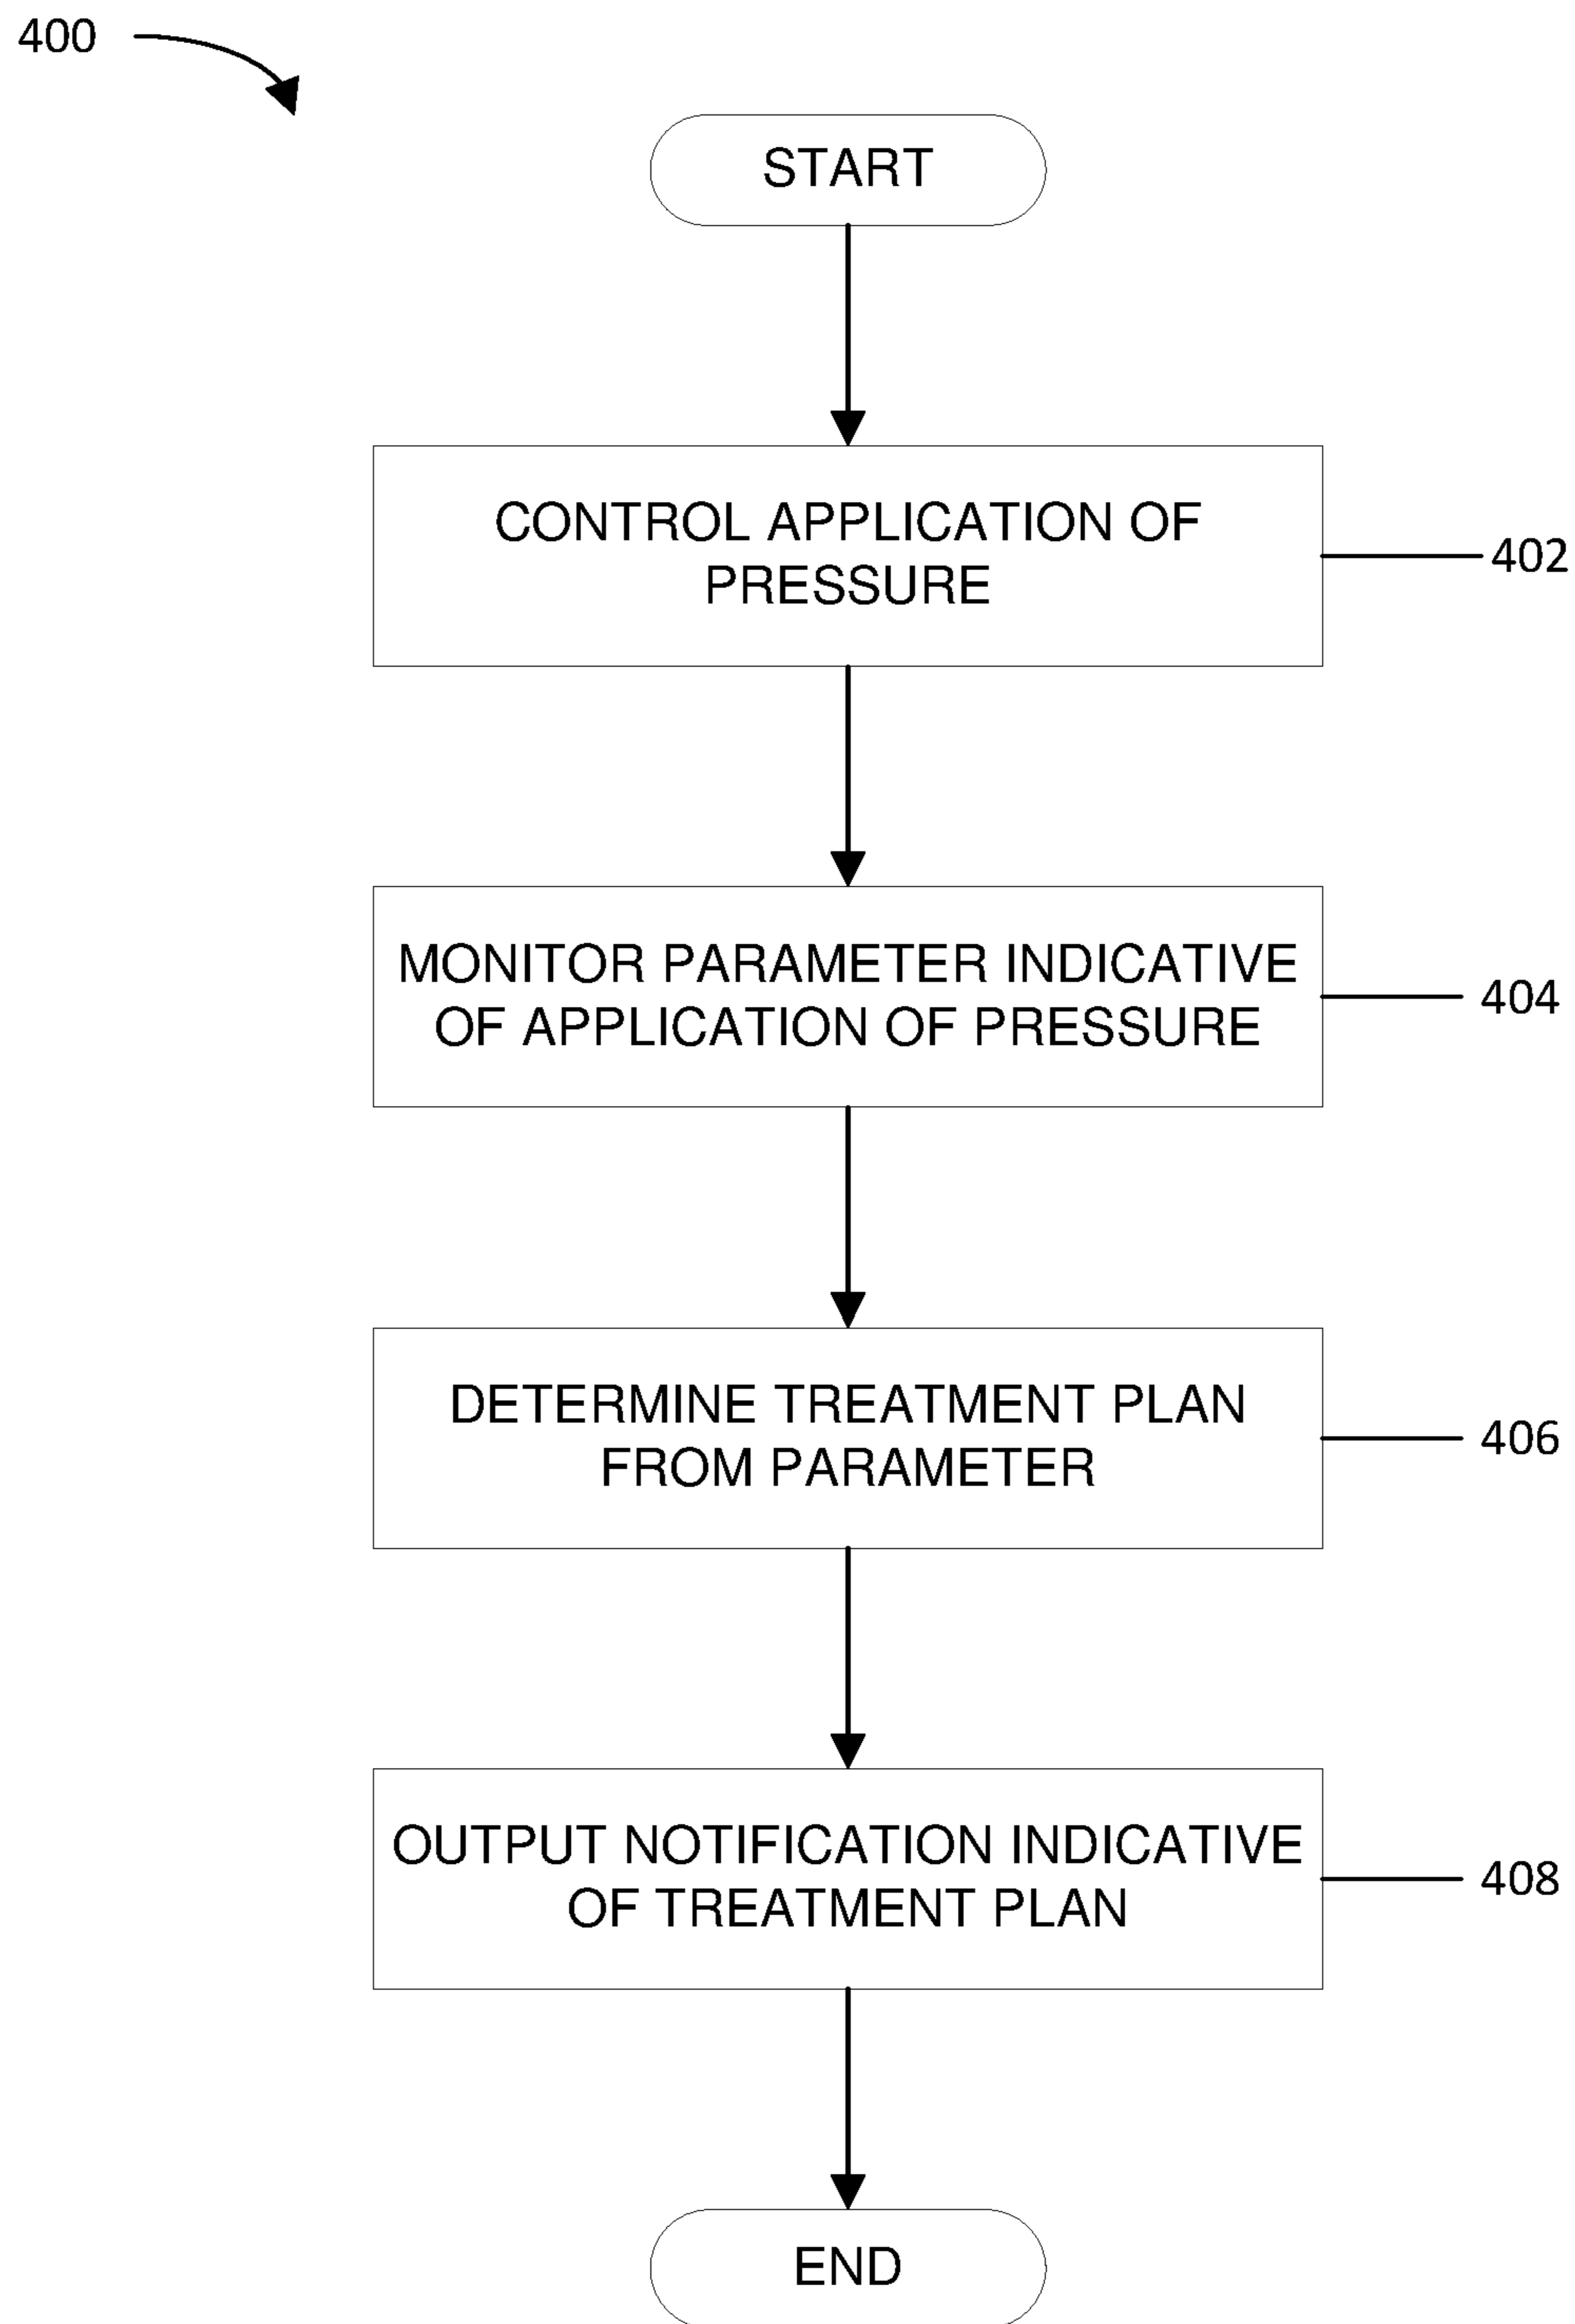 400
START
CONTROL APPLICATION OF
PRESSURE
402
MONITOR PARAMETER INDICATIVE
OF APPLICATION OF PRESSURE
404
DETERMINE TREATMENT PLAN
FROM PARAMETER
406
OUTPUT NOTIFICATION INDICATIVE
OF TREATMENT PLAN
408
END